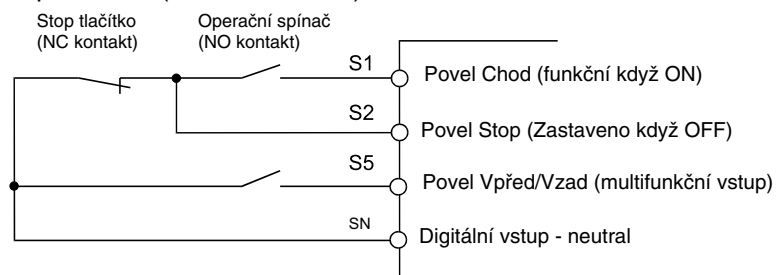 Stop tlačítko
(NC kontakt)
Operační spínač
(NO kontakt)
S1
Povel Chod (funkční když ON)
S2
Povel Stop (Zastaveno když OFF)
S5
Povel Vpřed/Vzad (multifunkční vstup)
SN
Digitální vstup - neutral